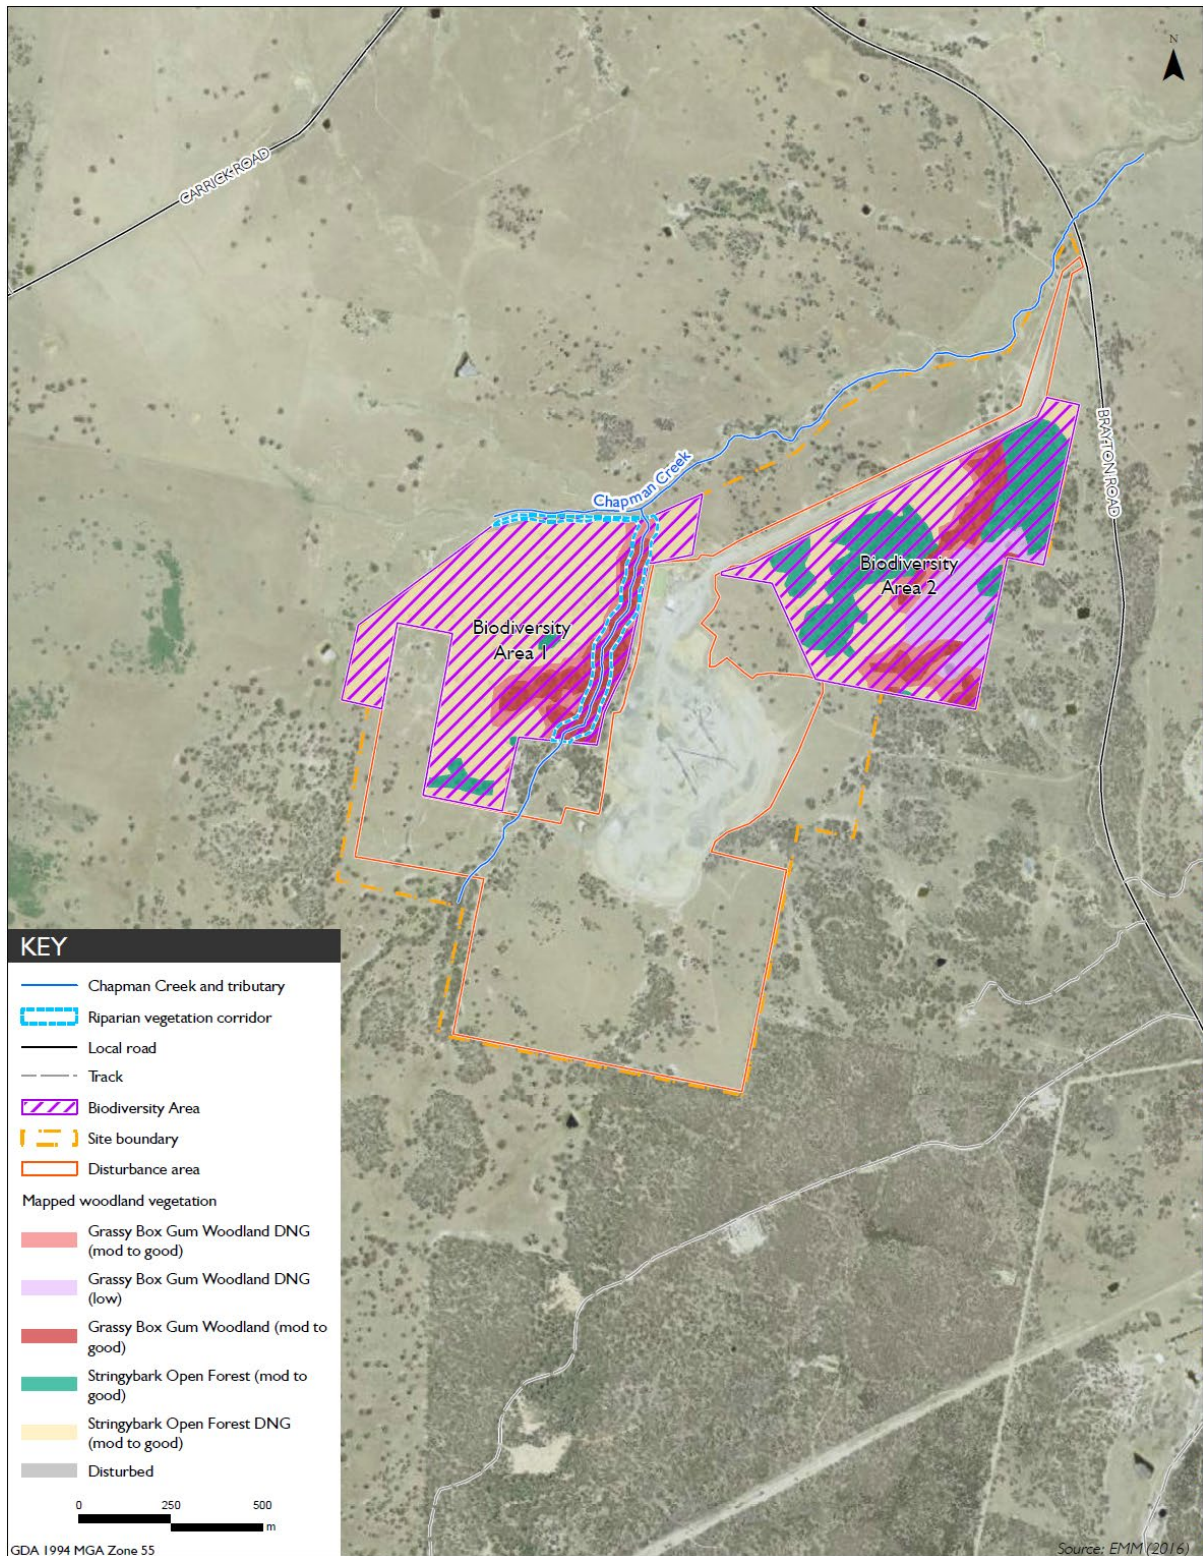 N
CARRICK ROAD
BRAYTON ROAD
Chapman Creek
Biodiversity
Area 2
Biodiversity
Area 1
KEY
Chapman Creek and tributary
Riparian vegetation corridor
Local road
Track
Biodiversity Area
Site boundary
Disturbance area
Mapped woodland vegetation
Grassy Box Gum Woodland DNG
(mod to good)
Grassy Box Gum Woodland DNG
(low)
Grassy Box Gum Woodland (mod to
good)
Stringybark Open Forest (mod to
good)
Stringybark Open Forest DNG
(mod to good)
Disturbed
0 250 500
m
GDA 1994 MGA Zone 55
Source: EMM (2016)